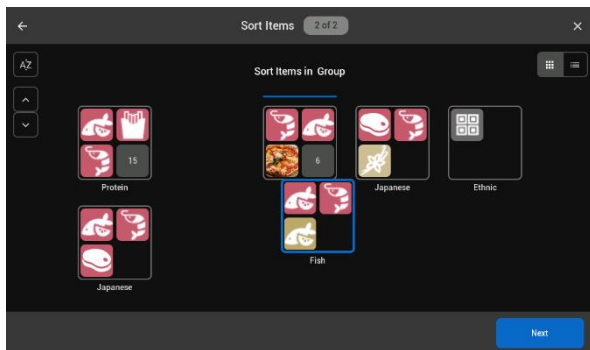 Sort Items 2 of 2
AZ
Sort Items in Group
15
6
Protein
Japanese
Ethnic
Fish
Japanese
Next